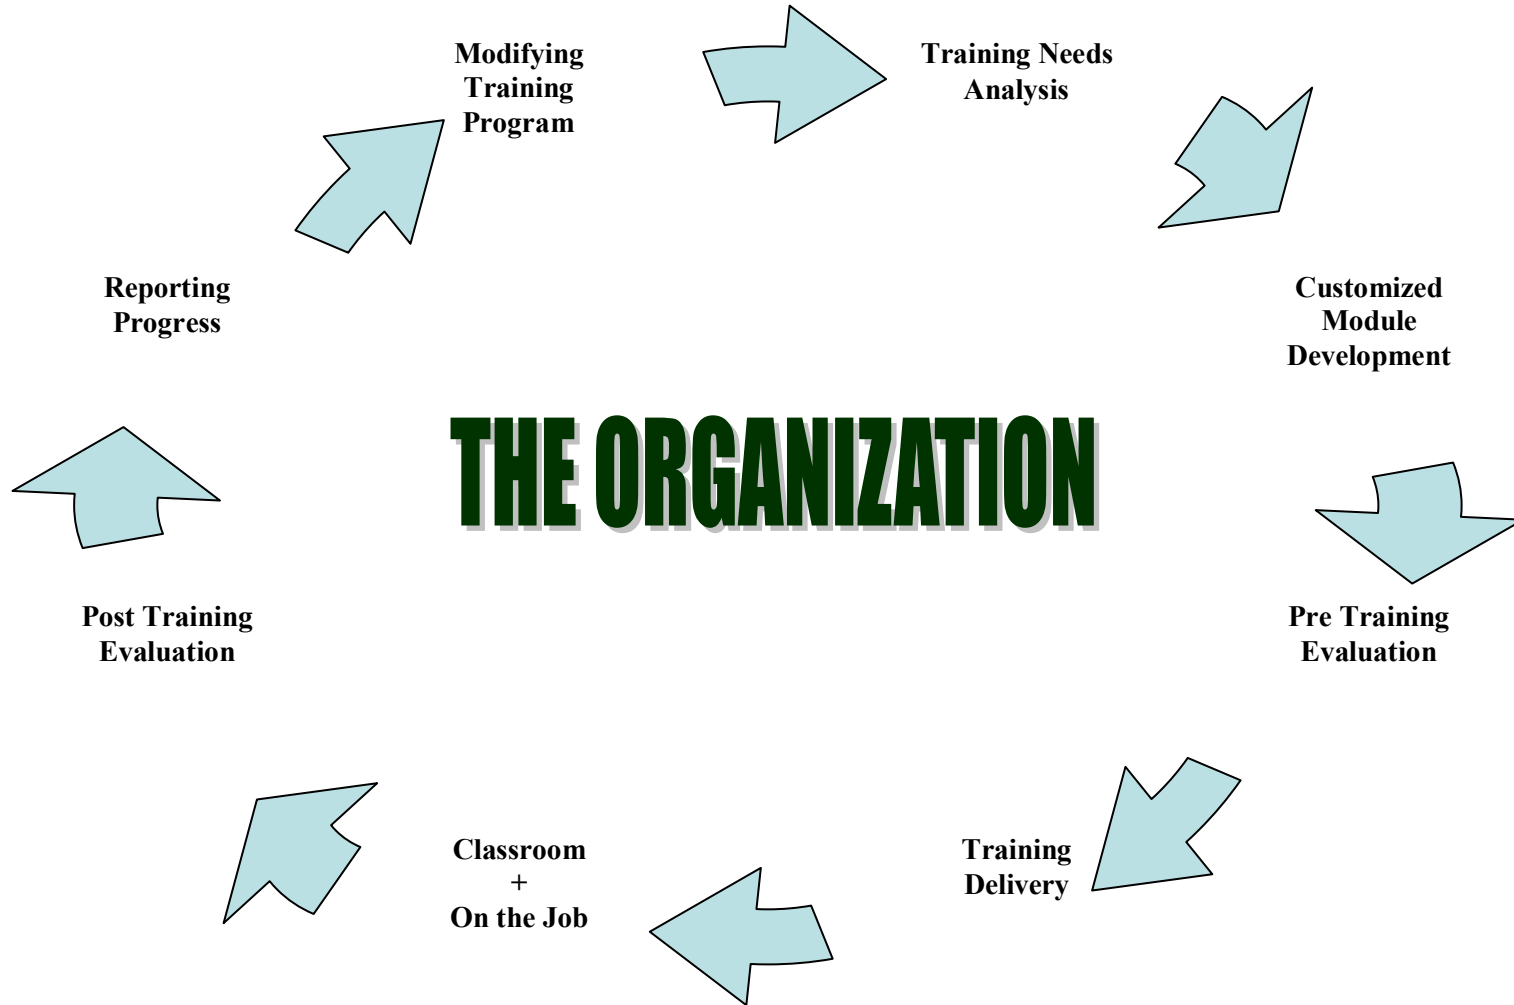 Modifying
Training
Program
Training Needs
Analysis
Customized
Module
Development
Pre Training
Evaluation
Training
Delivery
Classroom
+
On the Job
Post Training
Evaluation
Reporting
Progress
THE ORGANIZATION